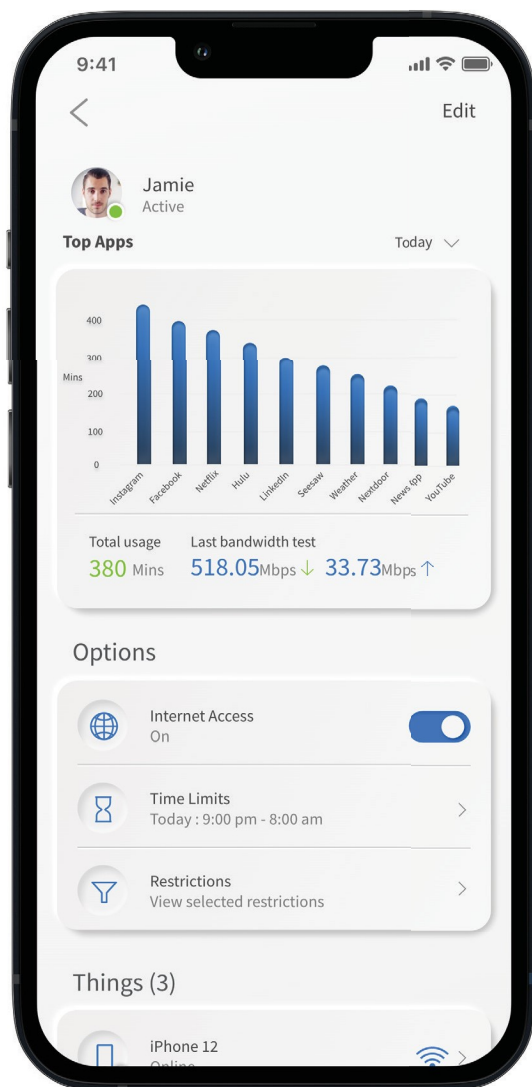 9:41
Edit
Jamie
Active
Top Apps
Today
400
300
Mins
200
100
0
Instagram Facebook Netflix Hulu LinkedIn Seesaw Weather Nextdoor News App YouTube
Total usage Last bandwidth test
380 Mins 518.05Mbps ↓ 33.73Mbps ↑
Options
Internet Access
On
Time Limits
Today : 9:00 pm - 8:00 am
Restrictions
View selected restrictions
Things (3)
iPhone 12
Online